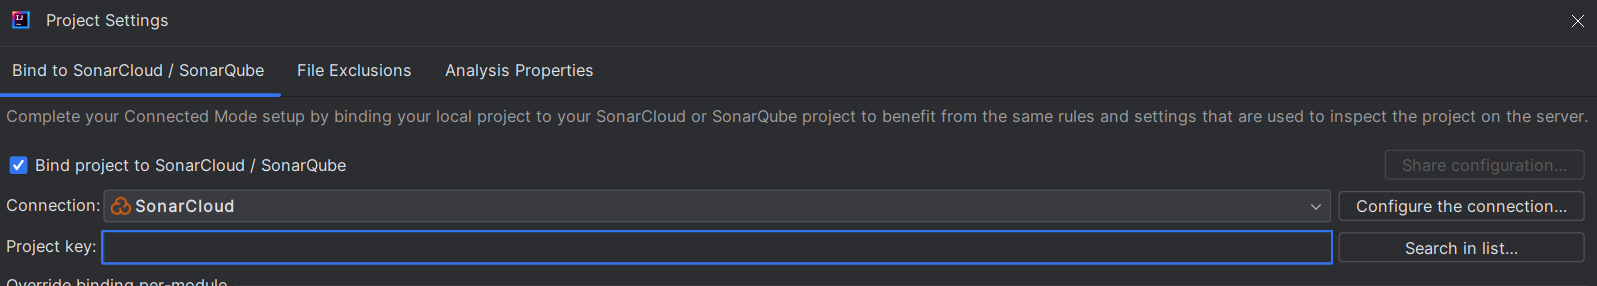 Project Settings
Bind to SonarCloud / SonarQube File Exclusions Analysis Properties
Complete your Connected Mode setup by binding your local project to your SonarCloud or SonarQube project to benefit from the same rules and settings that are used to inspect the project on the server.
Bind project to SonarCloud / SonarQube Share configuration...
Connection: SonarCloud Configure the connection...
Project key: Search in list...
Override binding per-module